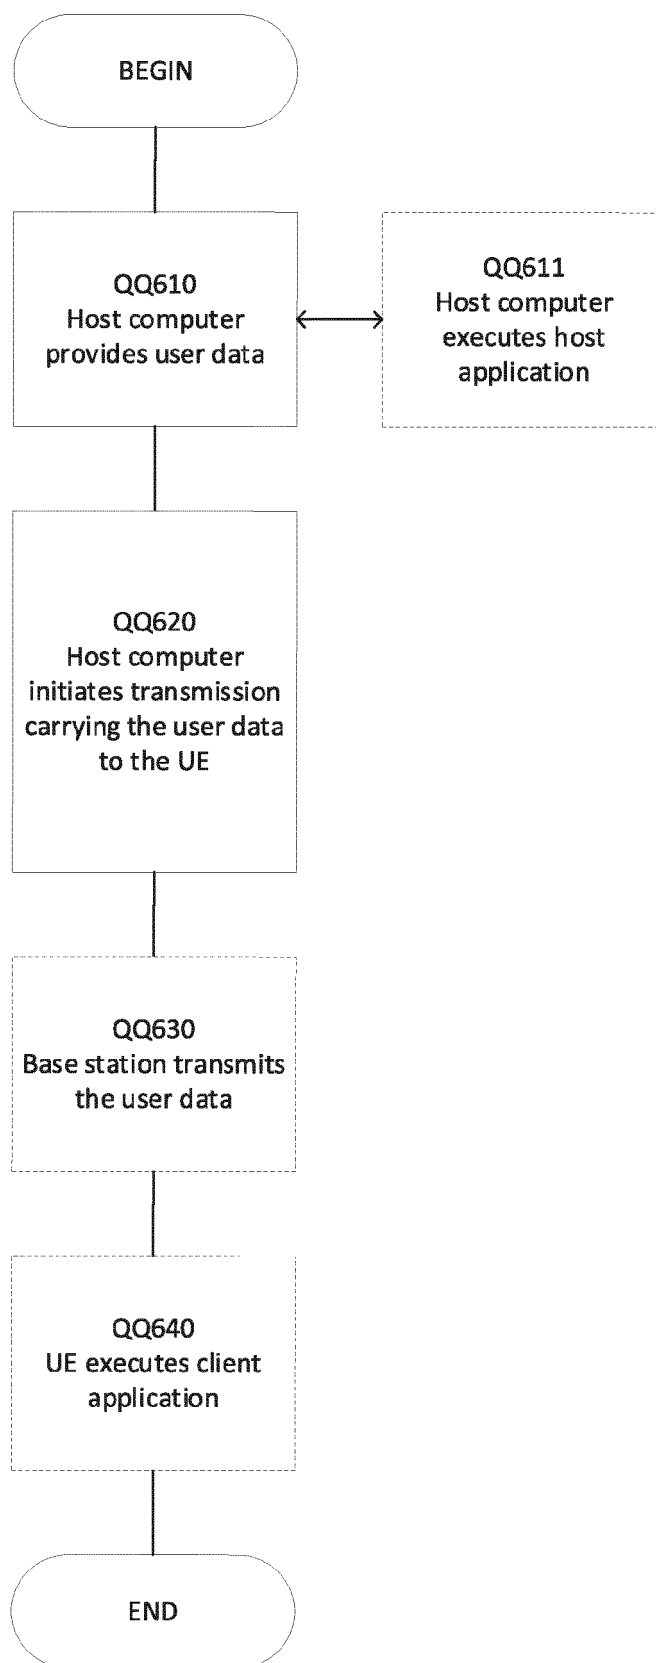 BEGIN
QQ610
Host computer
provides user data
QQ611
Host computer
executes host
application
QQ620
Host computer
initiates transmission
carrying the user data
to the UE
QQ630
Base station transmits
the user data
QQ640
UE executes client
application
END